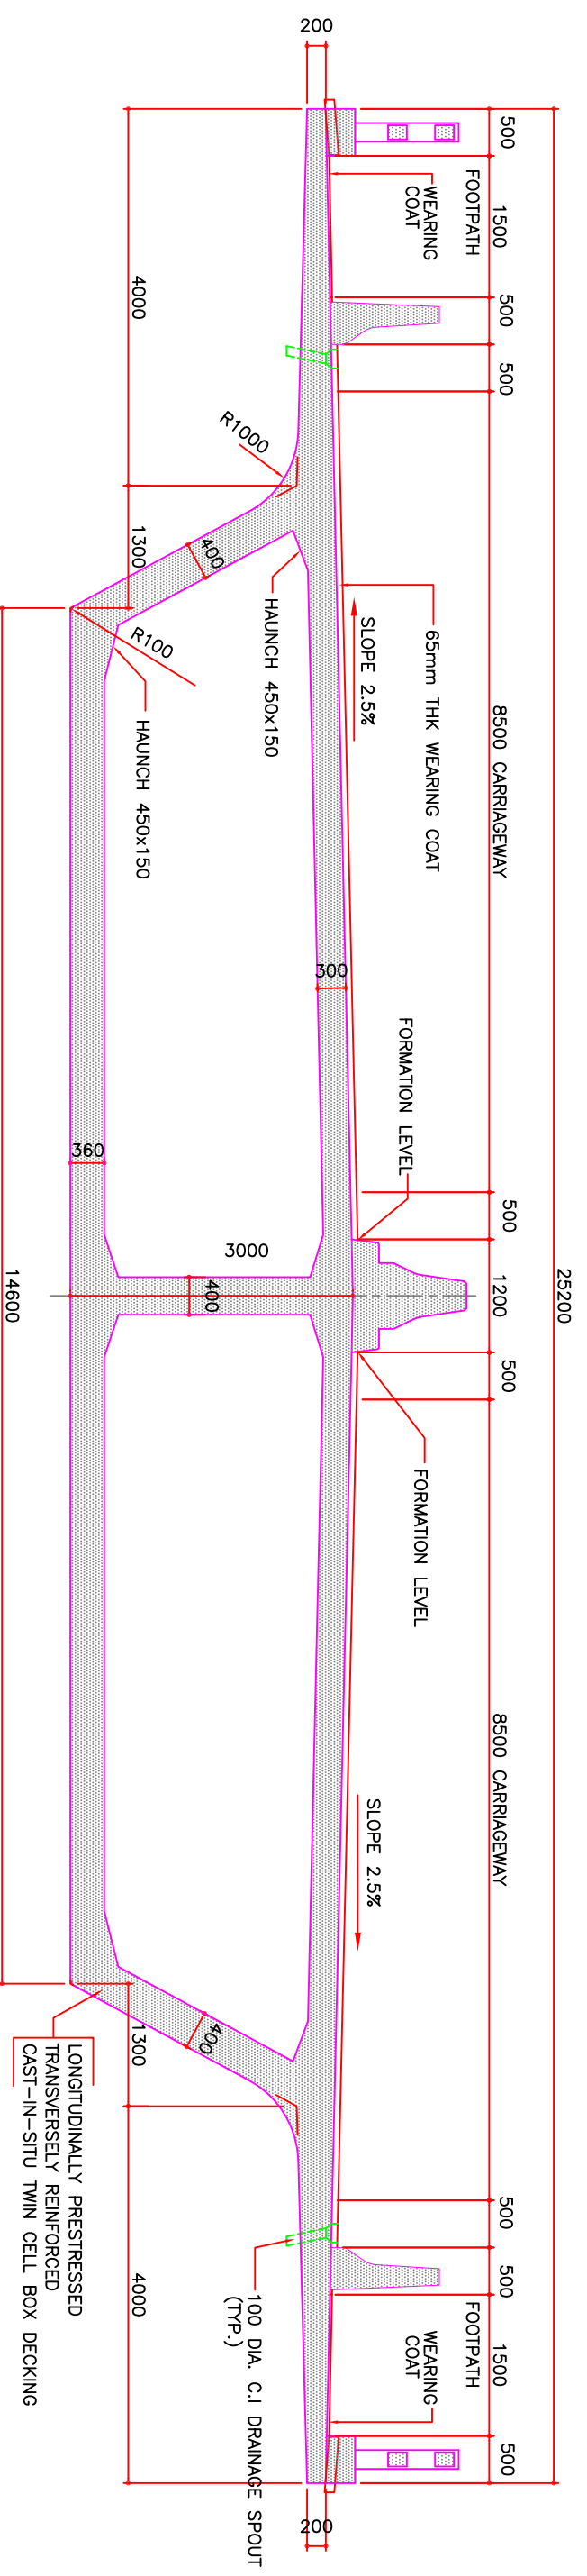 25200
500
1500
500
500
8500 CARRIAGEWAY
500
1200
500
8500 CARRIAGEWAY
500
500
1500
500
FOOTPATH
WEARING
COAT
65mm THK WEARING COAT
SLOPE 2.5%
FORMATION LEVEL
FORMATION LEVEL
SLOPE 2.5%
FOOTPATH
WEARING
COAT
200
300
200
R1000
HAUNCH 450x150
3000
100 DIA. C.I DRAINAGE SPOUT
(TYP.)
400
400
400
4000
1300
R100
HAUNCH 450x150
360
1300
4000
LONGITUDINALLY PRESTRESSED
TRANSVERSELY REINFORCED
CAST-IN-SITU TWIN CELL BOX DECKING
14600